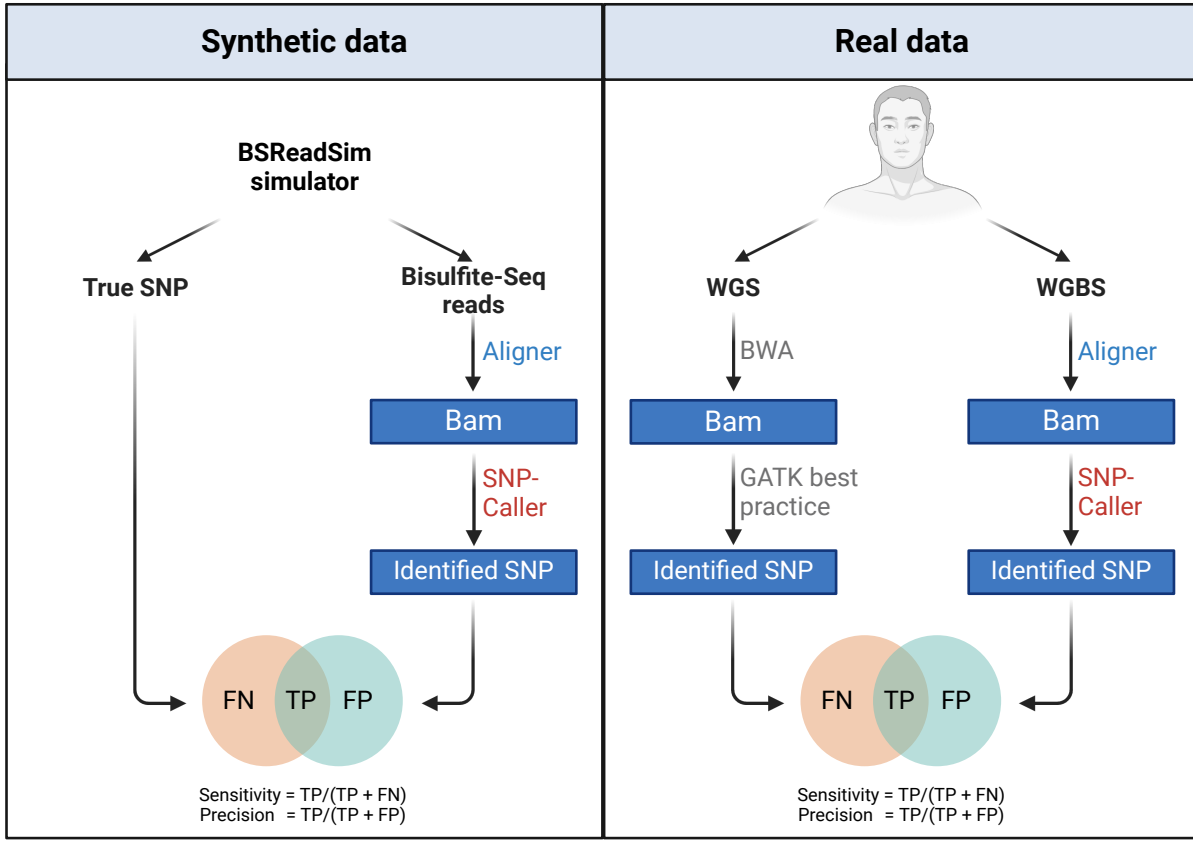 Synthetic data
BSReadSim
simulator
True SNP
Bisulfite-Seq
reads
Aligner
Bam
SNP-
Caller
Identified SNP
FN
TP
FP
Sensitivity = TP/(TP + FN)
Precision = TP/(TP + FP)
Real data
WGS
WGBS
BWA
Aligner
Bam
Bam
GATK best
practice
SNP-
Caller
Identified SNP
Identified SNP
FN
TP
FP
Sensitivity = TP/(TP + FN)
Precision = TP/(TP + FP)